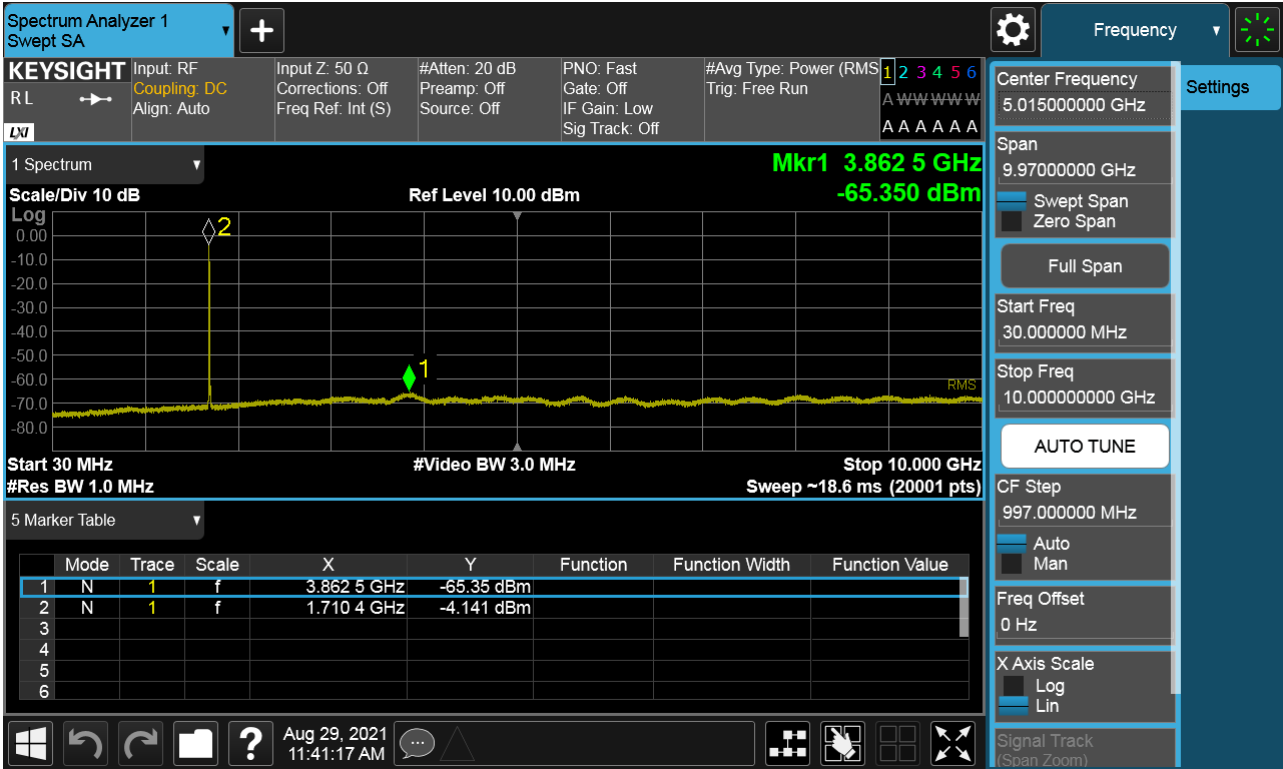 Spectrum Analyzer 1
Swept SA
+
Frequency
KEYSIGHT
R L
LXI
Input: RF
Coupling: DC
Align: Auto
Input Z: 50 Ω
Corrections: Off
Freq Ref: Int (S)
#Atten: 20 dB
Preamp: Off
Source: Off
PNO: Fast
Gate: Off
IF Gain: Low
Sig Track: Off
#Avg Type: Power (RMS
Trig: Free Run
1 2 3 4 5 6
A W W W W W
A A A A A A
1 Spectrum
Mkr1 3.862 5 GHz
Scale/Div 10 dB
Ref Level 10.00 dBm
-65.350 dBm
Log
0.00
-10.0
-20.0
-30.0
-40.0
-50.0
-60.0
-70.0
-80.0
2
1
RMS
Start 30 MHz
#Video BW 3.0 MHz
Stop 10.000 GHz
#Res BW 1.0 MHz
Sweep ~18.6 ms (20001 pts)
5 Marker Table
Mode Trace Scale X Y Function Function Width Function Value
1 N 1 f 3.862 5 GHz -65.35 dBm
2 N 1 f 1.710 4 GHz -4.141 dBm
3
4
5
6
?
Aug 29, 2021
11:41:17 AM
Center Frequency
5.015000000 GHz
Span
9.97000000 GHz
Swept Span
Zero Span
Full Span
Start Freq
30.000000 MHz
Stop Freq
10.000000000 GHz
AUTO TUNE
CF Step
997.000000 MHz
Auto
Man
Freq Offset
0 Hz
X Axis Scale
Log
Lin
Signal Track
(Span Zoom)
Settings